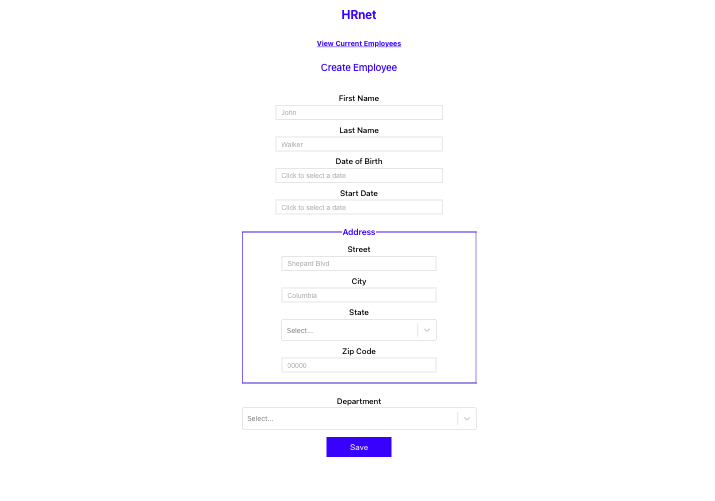 HRnet
View Current Employees
Create Employee
First Name
John
Last Name
Walker
Date of Birth
Click to select a date
Start Date
Click to select a date
Address
Street
Shepant Blvd
City
Columbia
State
Select...
Zip Code
00000
Department
Select...
Save